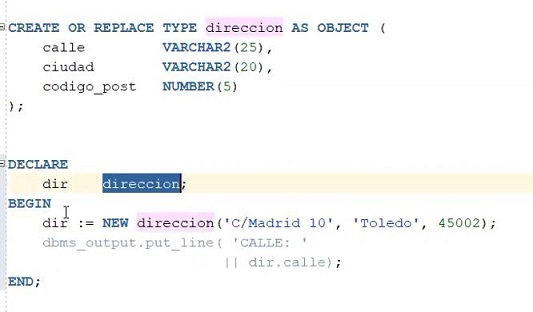 CREATE OR REPLACE TYPE direccion AS OBJECT (
calle VARCHAR2(25),
ciudad VARCHAR2(20),
codigo_post NUMBER(5)
);
DECLARE
dir direccion;
BEGIN
dir := NEW direccion('C/Madrid 10', 'Toledo', 45002);
dbms_output.put_line( 'CALLE: '
|| dir.calle);
END;